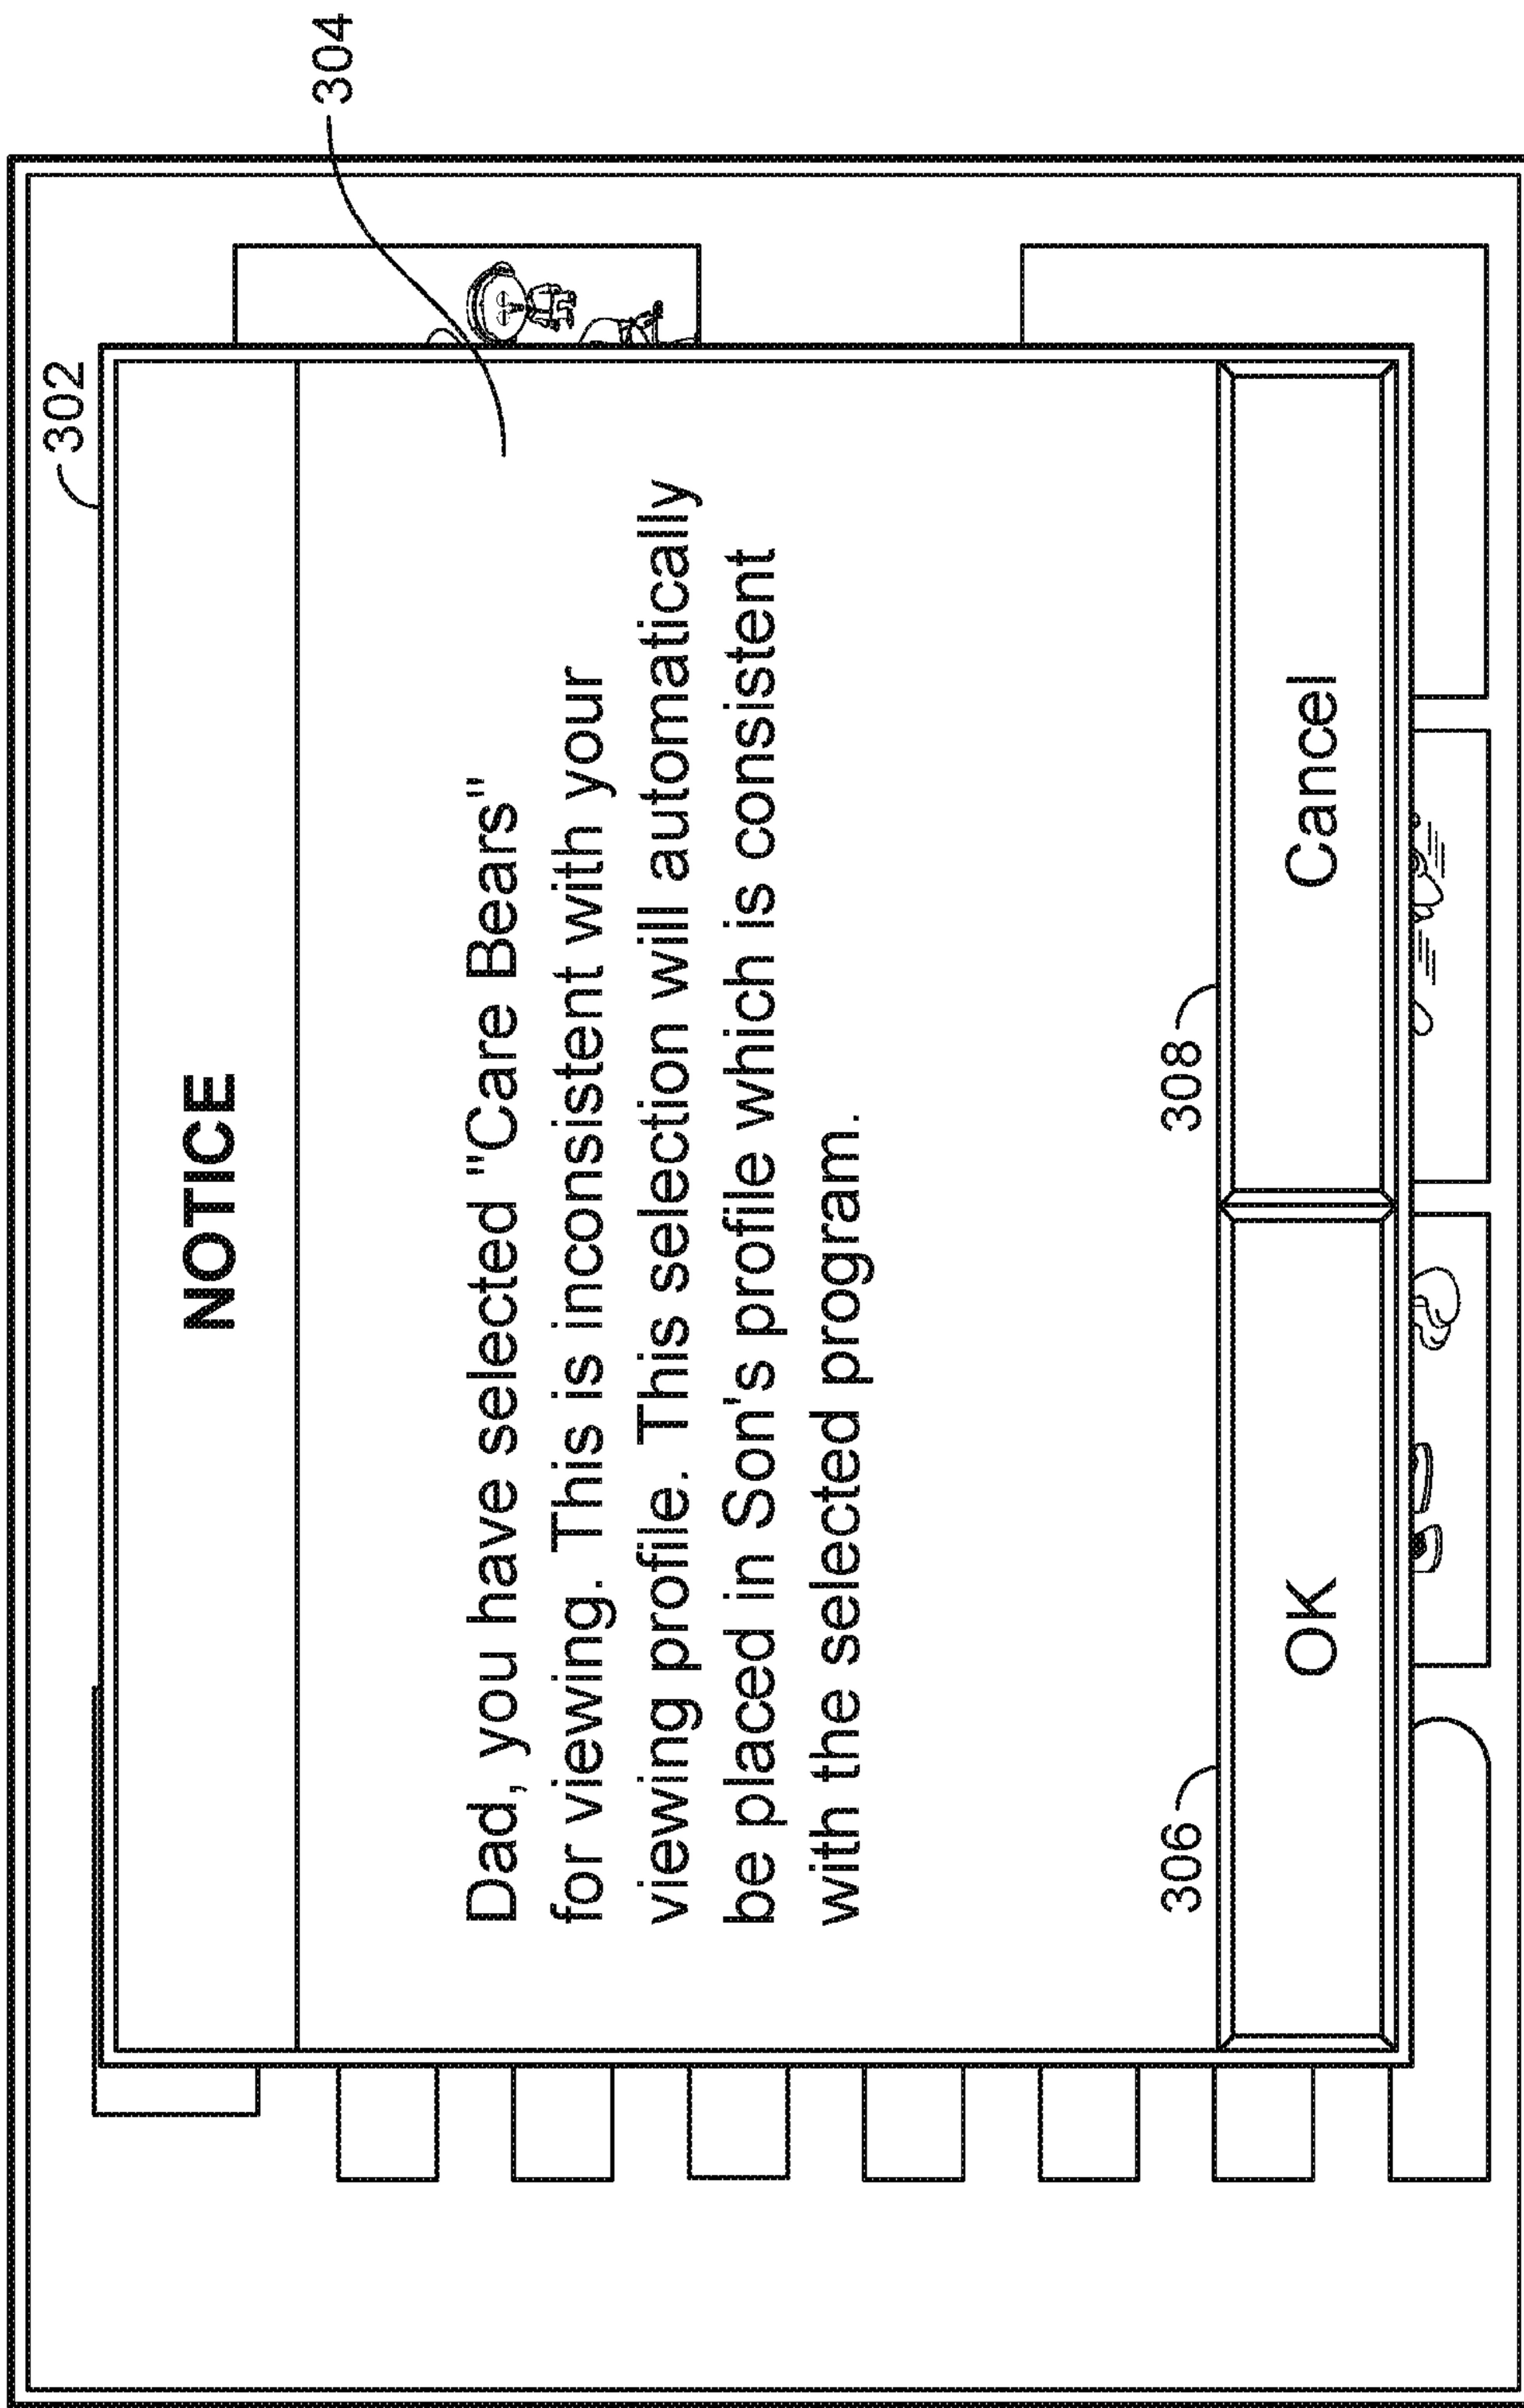 302
304
NOTICE
Dad, you have selected "Care Bears"
for viewing. This is inconsistent with your
viewing profile. This selection will automatically
be placed in Son's profile which is consistent
with the selected program.
306
308
OK
Cancel